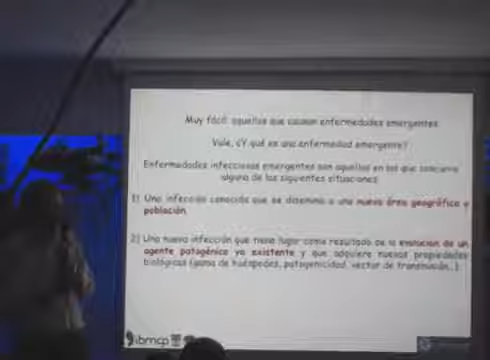 Muy fácil: aquellos que causan enfermedades emergentes
Vale, ¿Y qué es una enfermedad emergente?
Enfermedades infecciosas emergentes son aquellas en las que concurre
alguna de las siguientes situaciones
1) Una infección conocida que se disemina a una nueva área geográfica y
población
2) Una nueva infección que tiene lugar como resultado de la evolución de un
agente patogénico ya existente y que adquiere nuevas propiedades
biológicas (gama de huéspedes, patogenicidad, vector de transmisión,..)
ibmcp